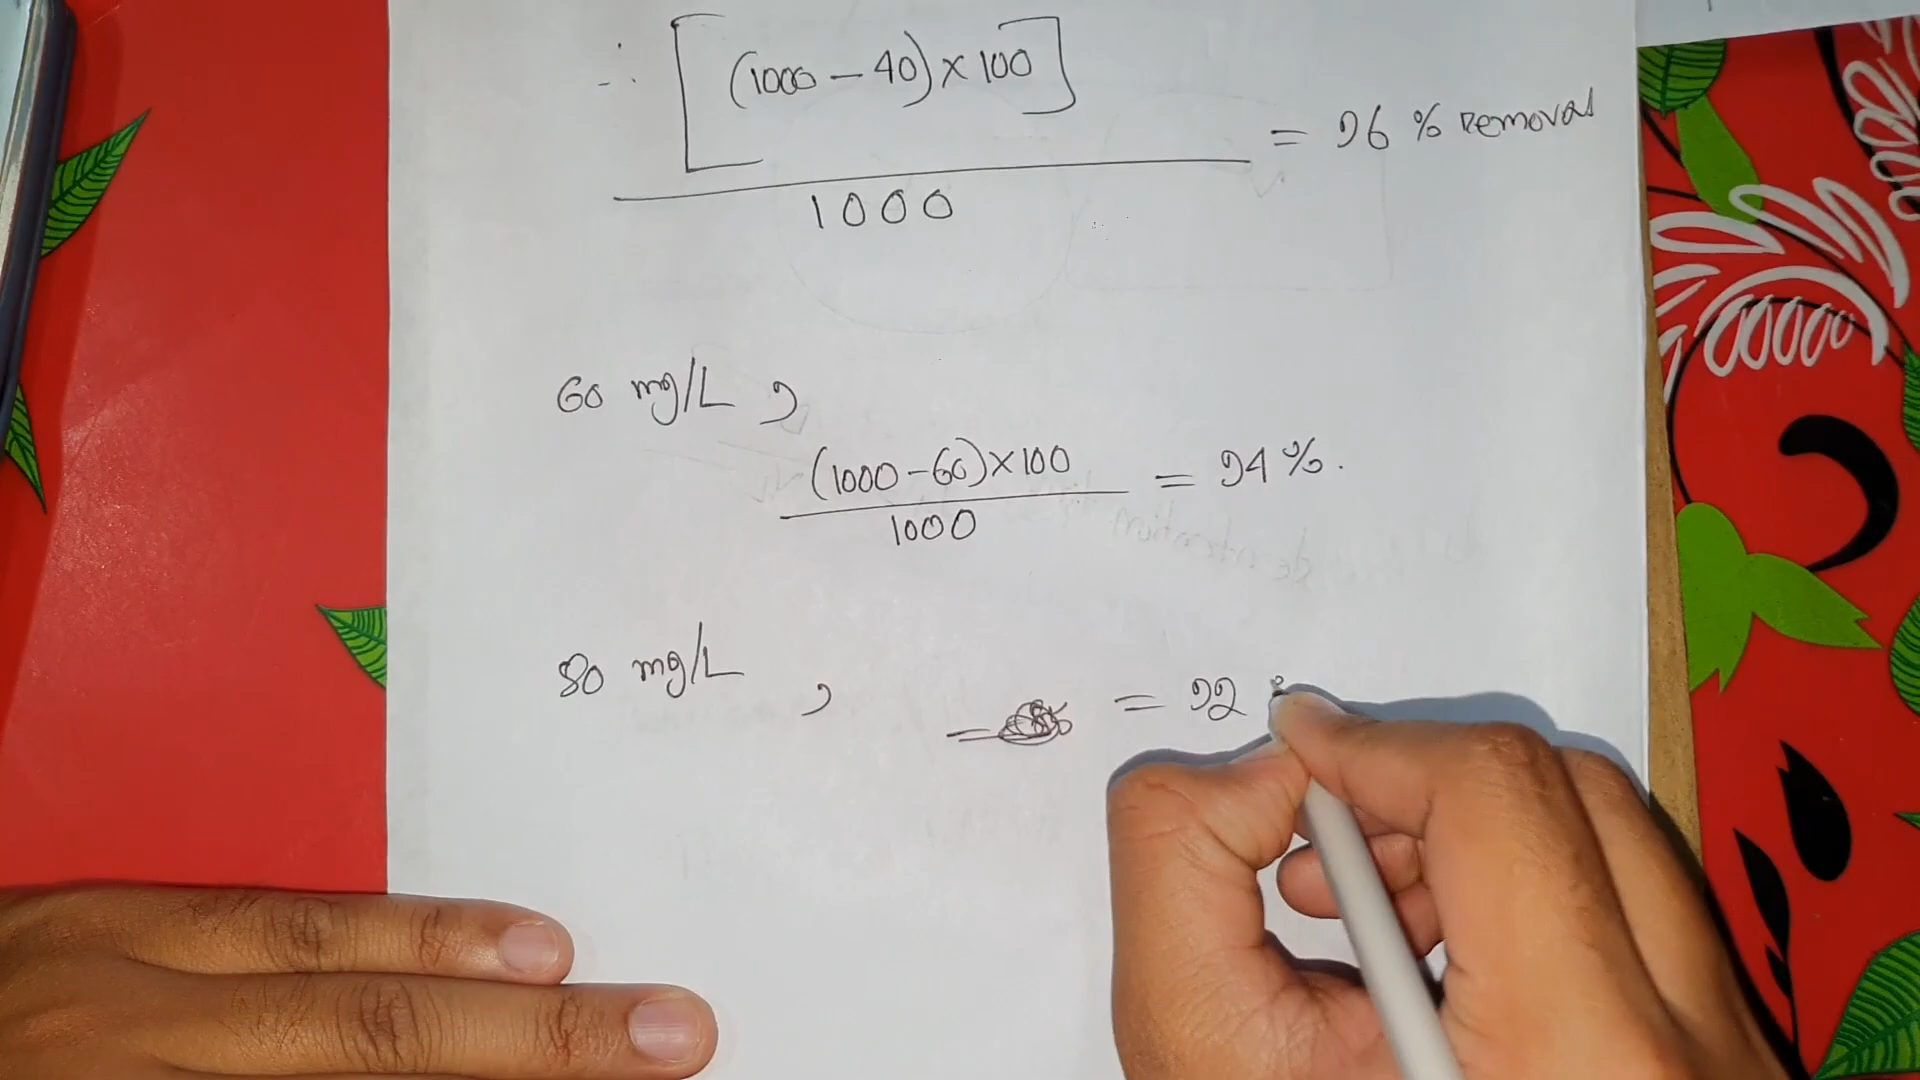 ∴ [(1000 - 40) × 100]
= 96 % removal
1000
60 mg/L ,
(1000 - 60) × 100
= 94 %.
1000
80 mg/L , = 92